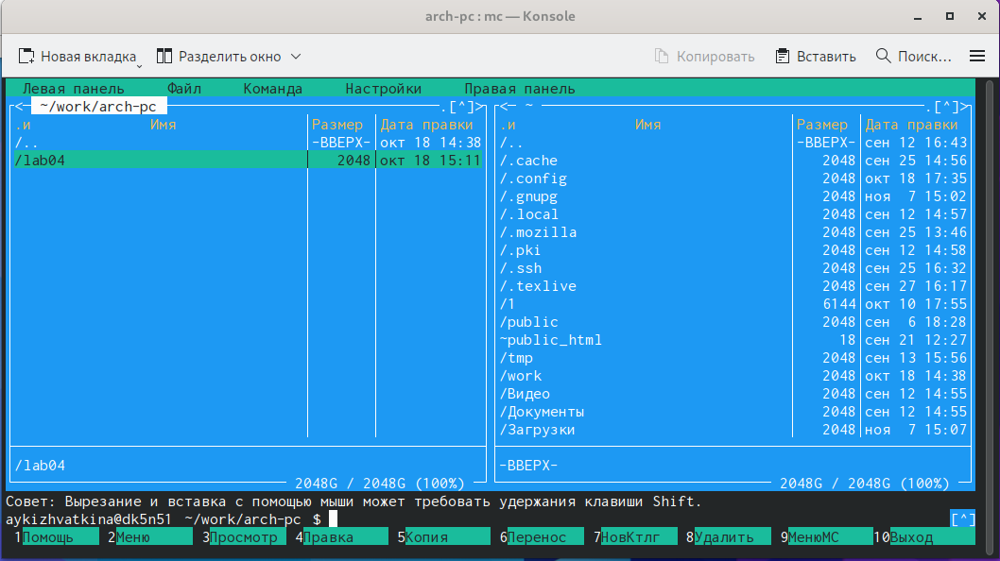 arch-pc : mc — Konsole
Новая вкладка Разделить окно Копировать Вставить Поиск...
Левая панель Файл Команда Настройки Правая панель
<─ ~/work/arch-pc .[^]> <─ ~ .[^]>
.и Имя Размер Дата правки .и Имя Размер Дата правки
/.. -ВВЕРХ- окт 18 14:38 /.. -ВВЕРХ- сен 12 16:43
/lab04 2048 окт 18 15:11 /.cache 2048 сен 25 14:56
/.config 2048 окт 18 17:35
/.gnupg 2048 ноя 7 15:02
/.local 2048 сен 12 14:57
/.mozilla 2048 сен 25 13:46
/.pki 2048 сен 12 14:58
/.ssh 2048 сен 25 16:32
/.texlive 2048 сен 27 16:17
/1 6144 окт 10 17:55
/public 2048 сен 6 18:28
~public_html 18 сен 21 12:27
/tmp 2048 сен 13 15:56
/work 2048 окт 18 14:38
/Видео 2048 сен 12 14:55
/Документы 2048 сен 12 14:55
/Загрузки 2048 ноя 7 15:07
/lab04 -ВВЕРХ-
2048G / 2048G (100%) 2048G / 2048G (100%)
Совет: Вырезание и вставка с помощью мыши может требовать удержания клавиши Shift.
aykizhvatkina@dk5n51 ~/work/arch-pc $ [^]
1Помощь 2Меню 3Просмотр 4Правка 5Копия 6Перенос 7НовКтлг 8Удалить 9МенюМС 10Выход